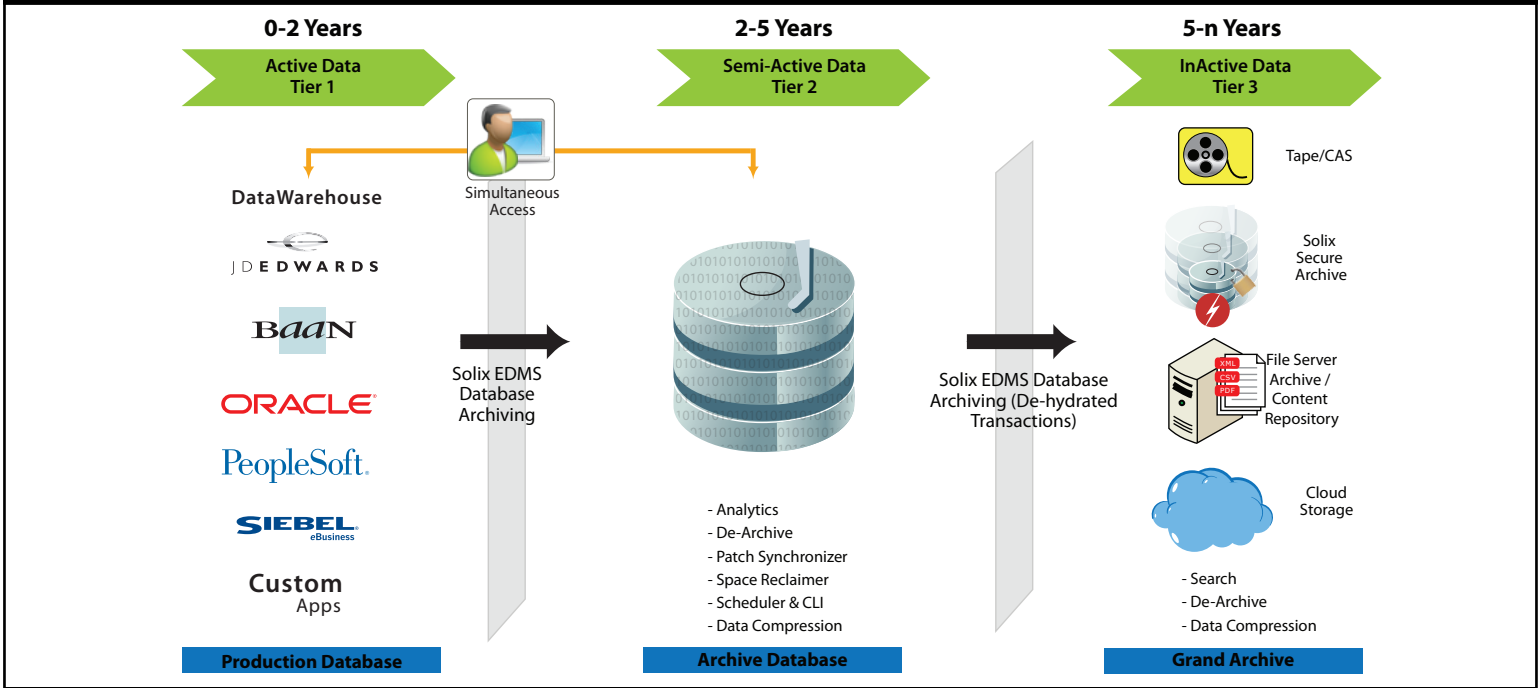 0-2 Years
Active Data
Tier 1
2-5 Years
Semi-Active Data
Tier 2
5-n Years
InActive Data
Tier 3
Simultaneous
Access
DataWarehouse
JDEDWARDS
BaaN
ORACLE®
PeopleSoft®
SIEBEL®
eBusiness
Custom
Apps
Production Database
Solix EDMS
Database
Archiving
- Analytics
- De-Archive
- Patch Synchronizer
- Space Reclaimer
- Scheduler & CLI
- Data Compression
Archive Database
Solix EDMS Database
Archiving (De-hydrated
Transactions)
Tape/CAS
Solix
Secure
Archive
XML
CSV
PDF
File Server
Archive /
Content
Repository
Cloud
Storage
- Search
- De-Archive
- Data Compression
Grand Archive